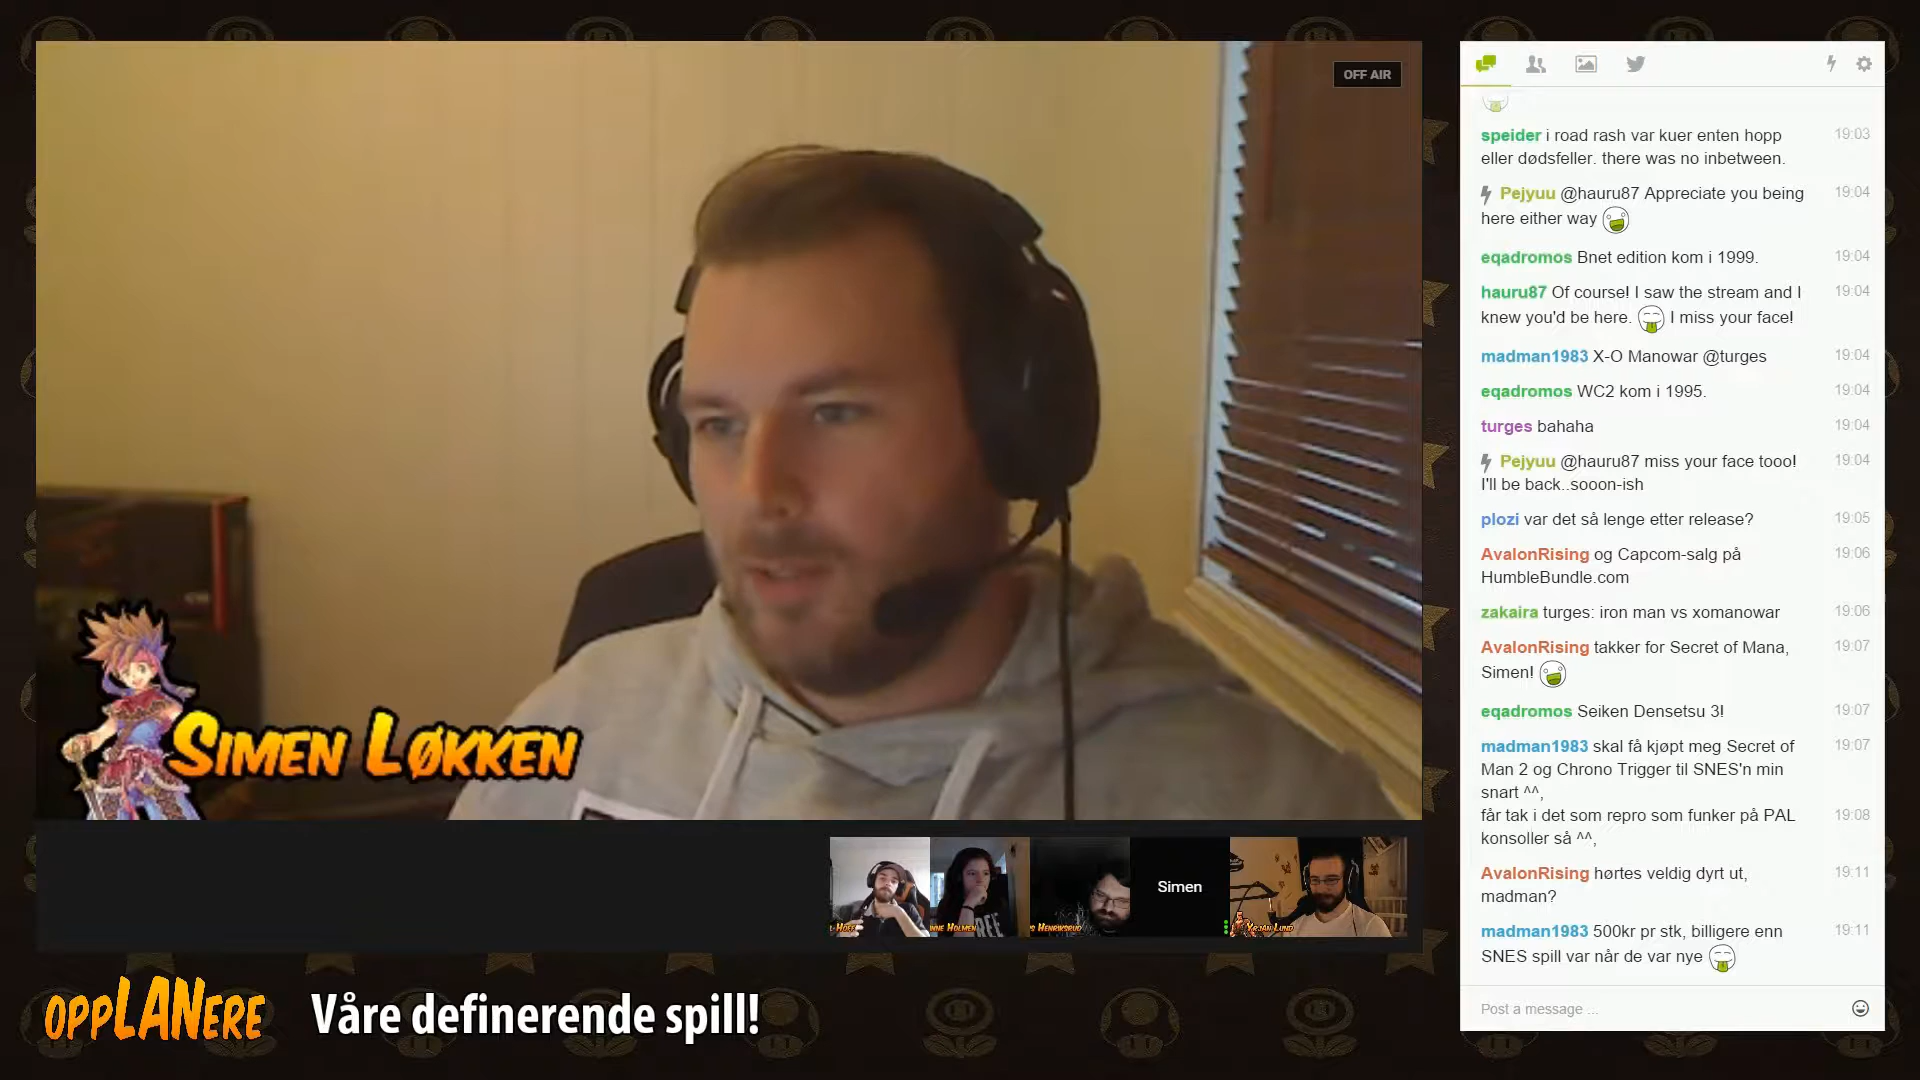 OFF AIR
SIMEN LØKKEN
L-HOFF
NNE HOLMEN
REE
S HENRIKSRUD
Simen
YRJAN LUND
OPPLANERE
Våre definerende spill!
speider i road rash var kuer enten hopp 19:03
eller dødsfeller. there was no inbetween.
Pejyuu @hauru87 Appreciate you being 19:04
here either way
eqadromos Bnet edition kom i 1999. 19:04
hauru87 Of course! I saw the stream and I 19:04
knew you'd be here. I miss your face!
madman1983 X-O Manowar @turges 19:04
eqadromos WC2 kom i 1995. 19:04
turges bahaha 19:04
Pejyuu @hauru87 miss your face tooo! 19:04
I'll be back..sooon-ish
plozi var det så lenge etter release? 19:05
AvalonRising og Capcom-salg på 19:06
HumbleBundle.com
zakaira turges: iron man vs xomanowar 19:06
AvalonRising takker for Secret of Mana, 19:07
Simen!
eqadromos Seiken Densetsu 3! 19:07
madman1983 skal få kjøpt meg Secret of 19:07
Man 2 og Chrono Trigger til SNES'n min
snart ^^,
får tak i det som repro som funker på PAL 19:08
konsoller så ^^,
AvalonRising hørtes veldig dyrt ut, 19:11
madman?
madman1983 500kr pr stk, billigere enn 19:11
SNES spill var når de var nye
Post a message ...